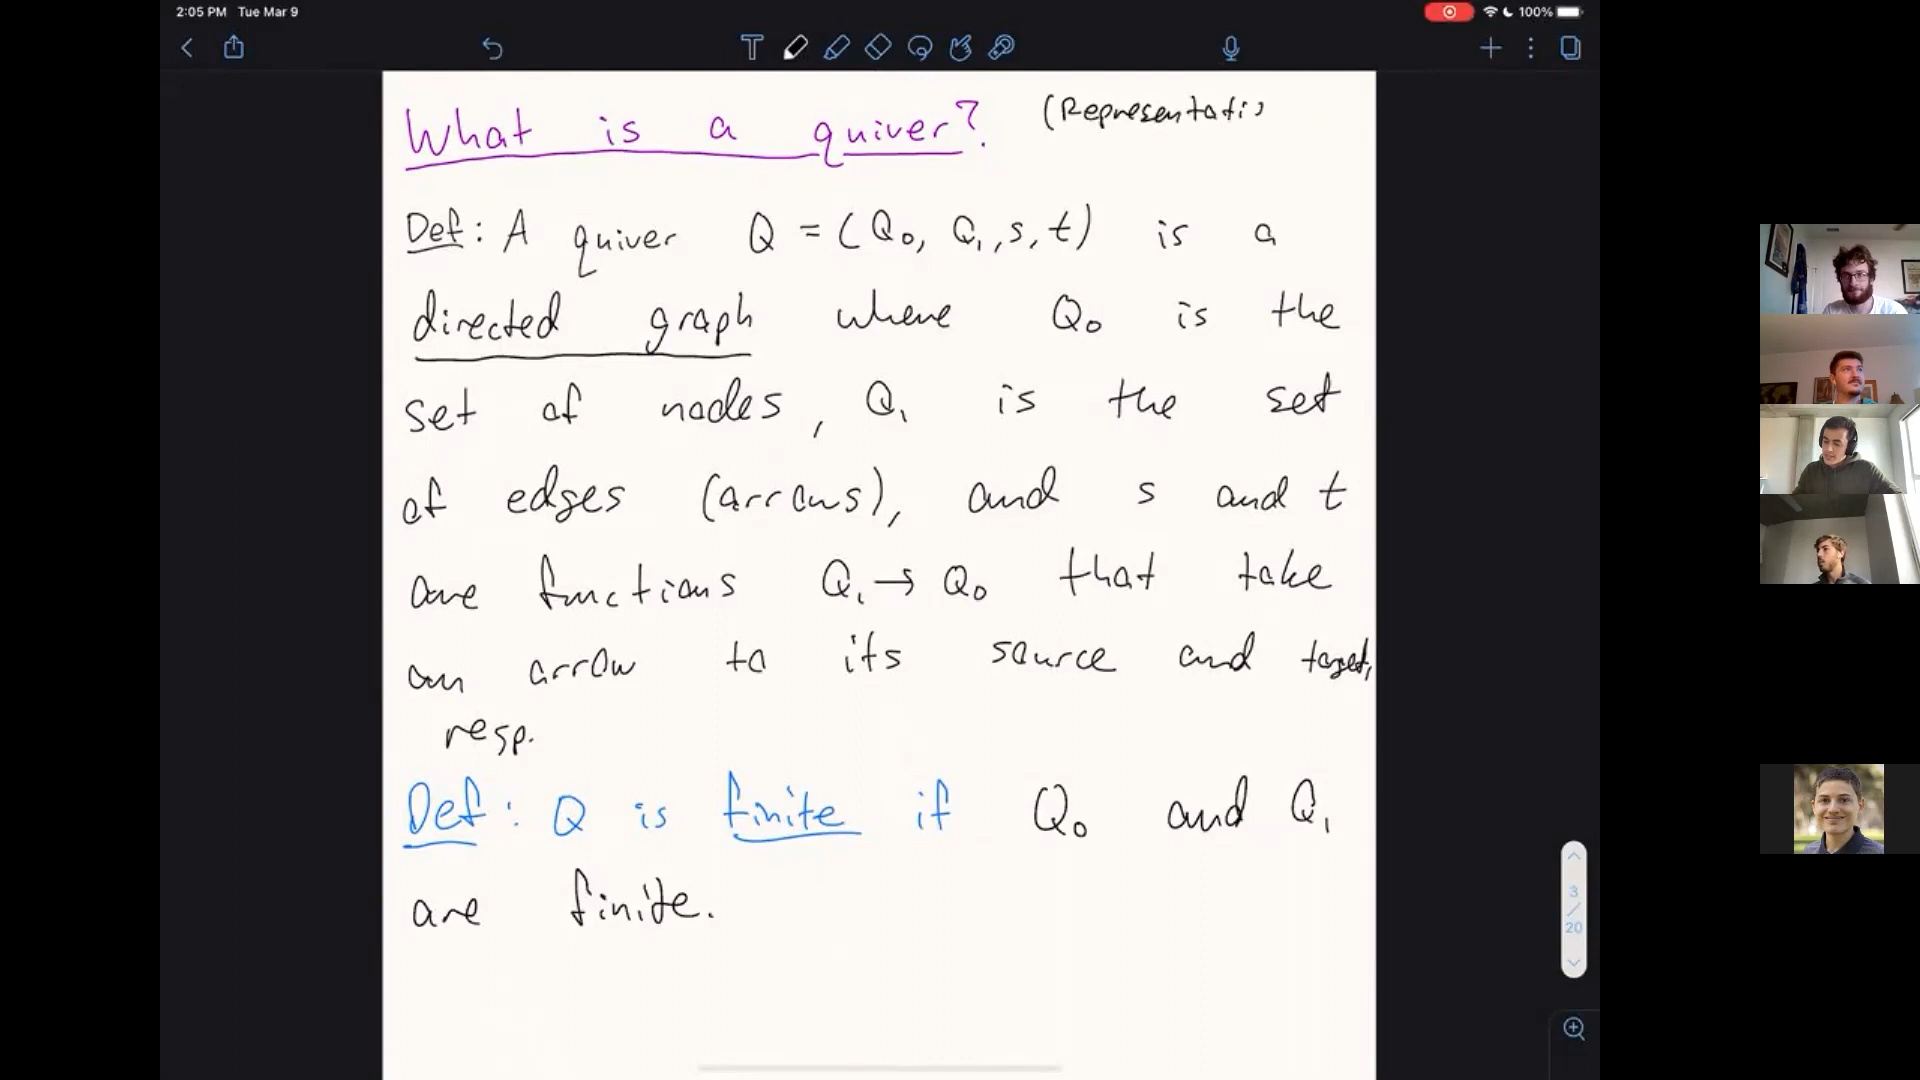 2:05 PM Tue Mar 9
100%
What is a quiver? (Representati
Def: A quiver Q = (Q₀, Q₁, s, t) is a
directed graph where Q₀ is the
set of nodes, Q₁ is the set
of edges (arrows), and s and t
are functions Q₁ → Q₀ that take
an arrow to its source and target,
resp.
Def: Q is finite if Q₀ and Q₁
are finite.
3
/
20